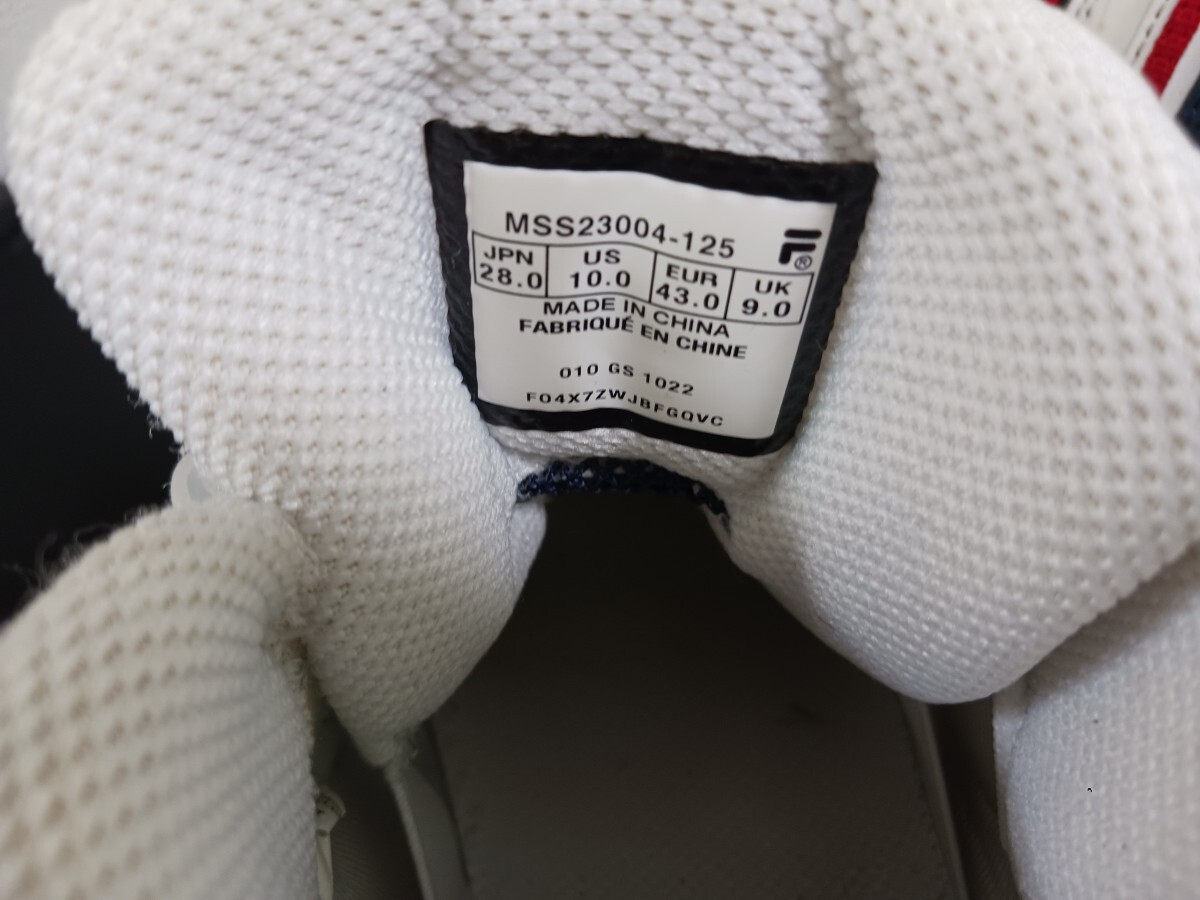 MSS23004-125
F®
JPN US EUR UK
28.0 10.0 43.0 9.0
MADE IN CHINA
FABRIQUÉ EN CHINE
010 GS 1022
F04X7ZWJBFGQVC